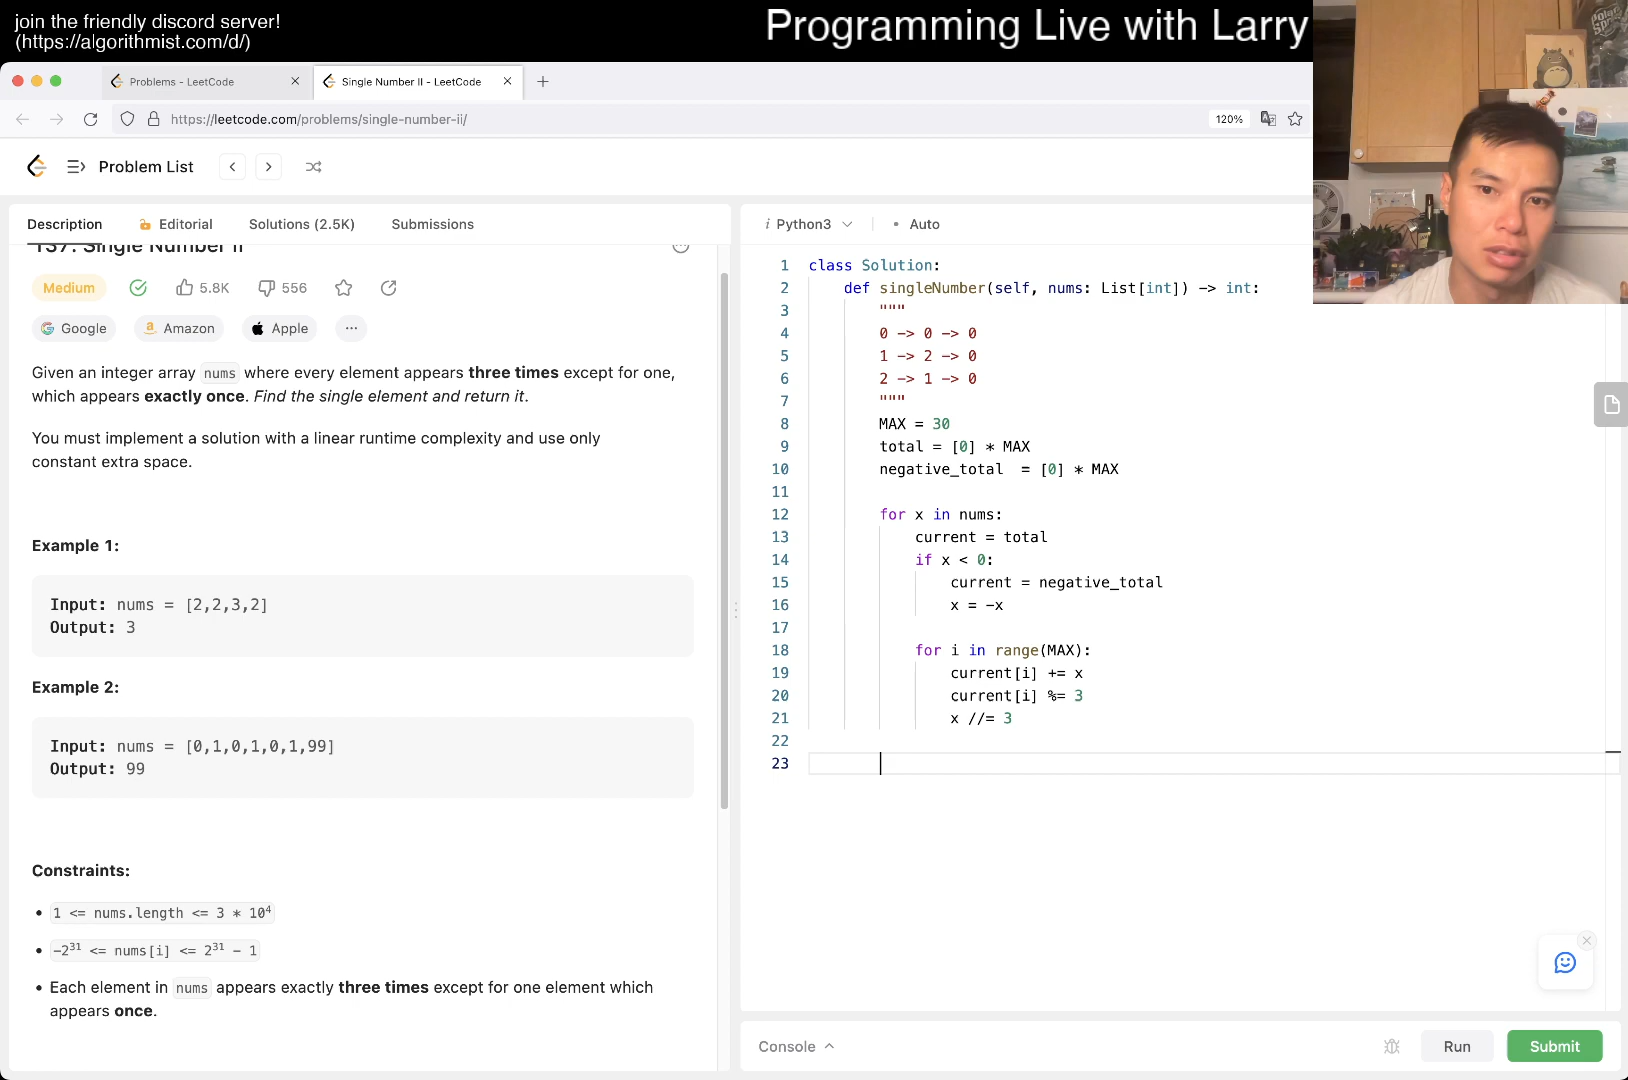 join the friendly discord server!
(https://algorithmist.com/d/)
Programming Live with Larry
Problems - LeetCode
Single Number II - LeetCode
https://leetcode.com/problems/single-number-ii/
120%
Problem List
Description
Editorial
Solutions (2.5K)
Submissions
137. Single Number II
Medium
5.8K
556
Google
Amazon
Apple
...
Given an integer array nums where every element appears three times except for one,
which appears exactly once. Find the single element and return it.
You must implement a solution with a linear runtime complexity and use only
constant extra space.
Example 1:
Input: nums = [2,2,3,2]
Output: 3
Example 2:
Input: nums = [0,1,0,1,0,1,99]
Output: 99
Constraints:
• 1 <= nums.length <= 3 * 10⁴
• -2³¹ <= nums[i] <= 2³¹ - 1
• Each element in nums appears exactly three times except for one element which
appears once.
i Python3
• Auto
1 class Solution:
2 def singleNumber(self, nums: List[int]) -> int:
3 """
4 0 -> 0 -> 0
5 1 -> 2 -> 0
6 2 -> 1 -> 0
7 """
8 MAX = 30
9 total = [0] * MAX
10 negative_total = [0] * MAX
11
12 for x in nums:
13 current = total
14 if x < 0:
15 current = negative_total
16 x = -x
17
18 for i in range(MAX):
19 current[i] += x
20 current[i] %= 3
21 x //= 3
22
23
Console
Run
Submit